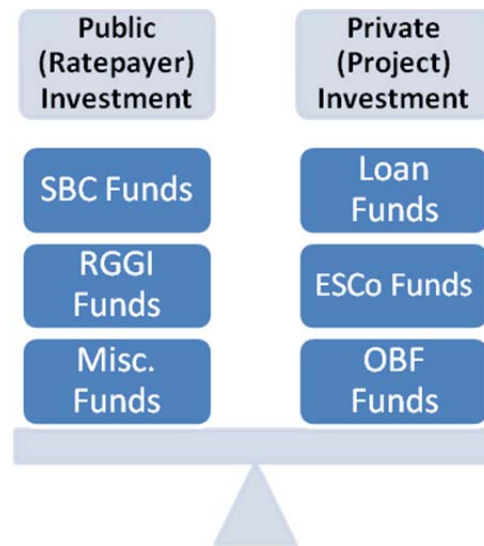 Public
(Ratepayer)
Investment
Private
(Project)
Investment
SBC Funds
RGGI
Funds
Misc.
Funds
Loan
Funds
ESCo Funds
OBF
Funds